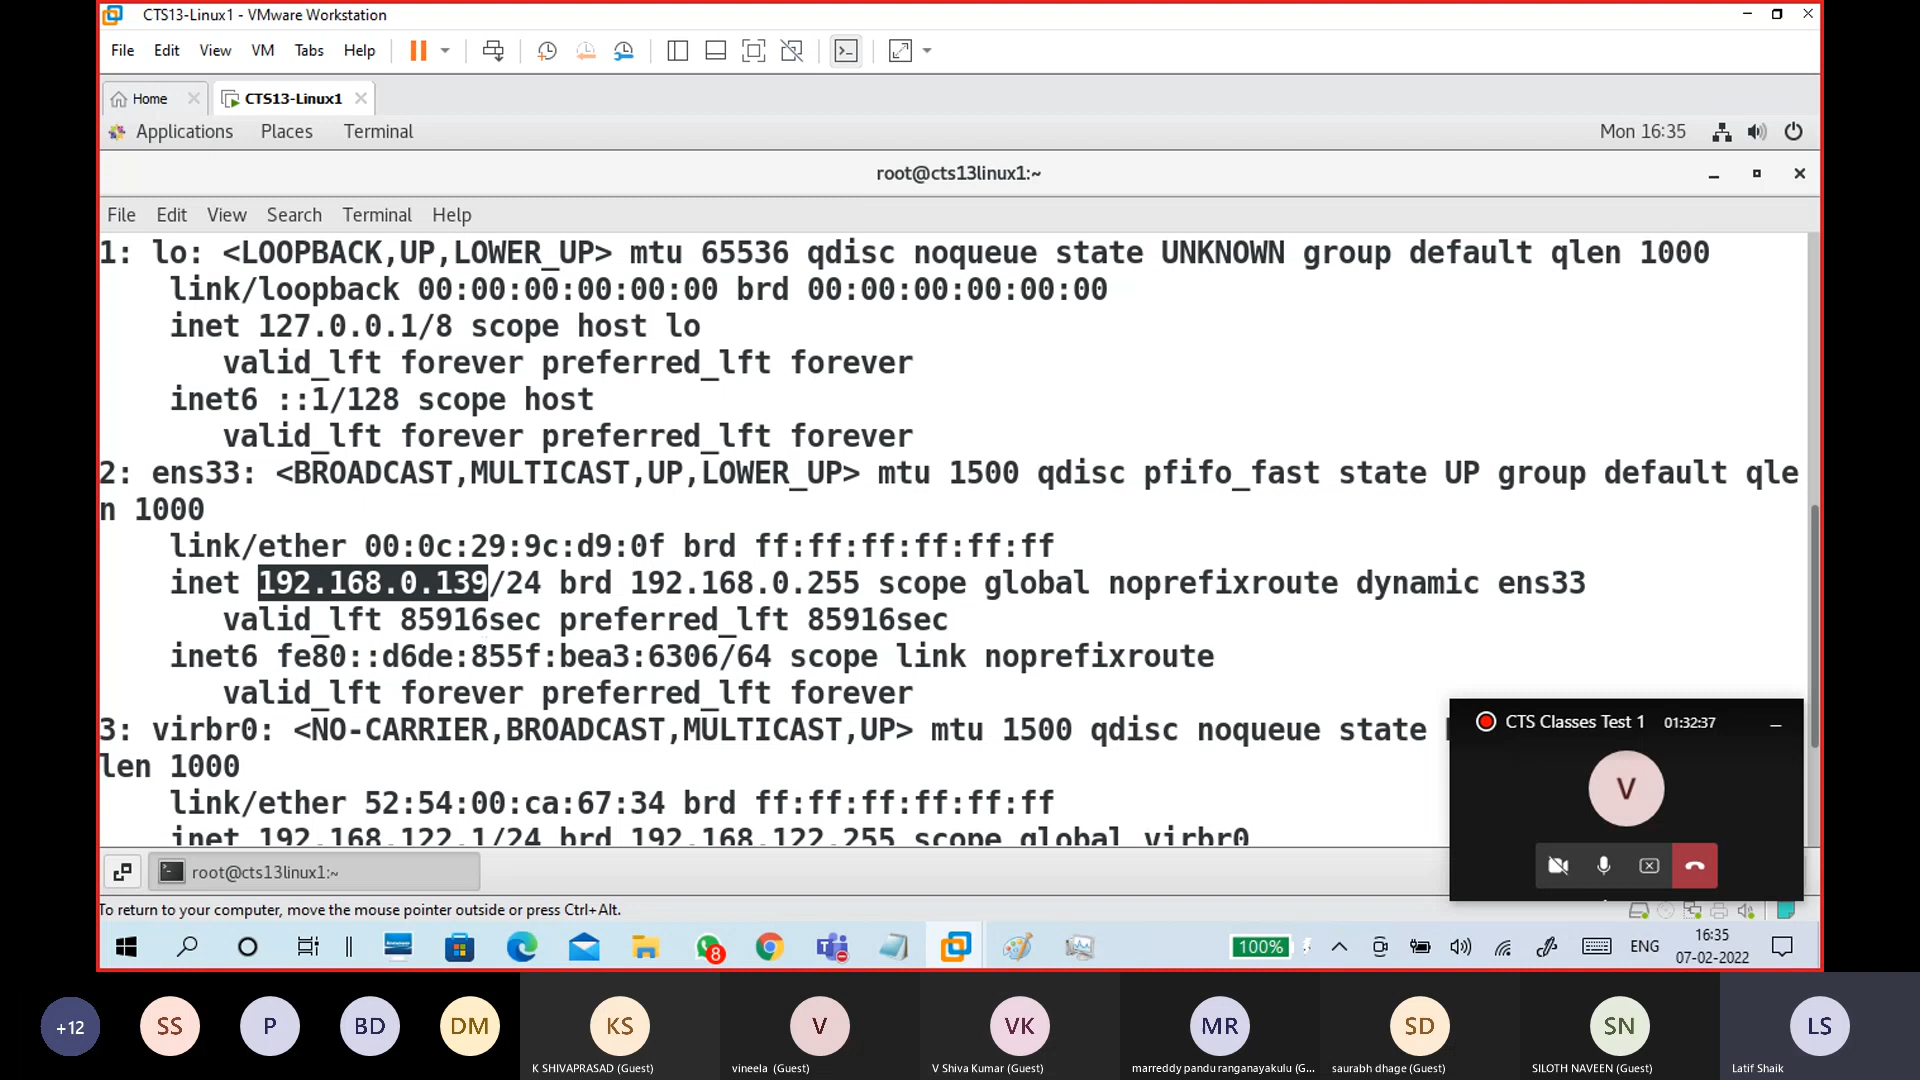 CTS13-Linux1 - VMware Workstation
File Edit View VM Tabs Help
Home CTS13-Linux1
Applications Places Terminal Mon 16:35
root@cts13linux1:~
File Edit View Search Terminal Help
1: lo: <LOOPBACK,UP,LOWER_UP> mtu 65536 qdisc noqueue state UNKNOWN group default qlen 1000
link/loopback 00:00:00:00:00:00 brd 00:00:00:00:00:00
inet 127.0.0.1/8 scope host lo
valid_lft forever preferred_lft forever
inet6 ::1/128 scope host
valid_lft forever preferred_lft forever
2: ens33: <BROADCAST,MULTICAST,UP,LOWER_UP> mtu 1500 qdisc pfifo_fast state UP group default qle
n 1000
link/ether 00:0c:29:9c:d9:0f brd ff:ff:ff:ff:ff:ff
inet 192.168.0.139/24 brd 192.168.0.255 scope global noprefixroute dynamic ens33
valid_lft 85916sec preferred_lft 85916sec
inet6 fe80::d6de:855f:bea3:6306/64 scope link noprefixroute
valid_lft forever preferred_lft forever
3: virbr0: <NO-CARRIER,BROADCAST,MULTICAST,UP> mtu 1500 qdisc noqueue state
len 1000
link/ether 52:54:00:ca:67:34 brd ff:ff:ff:ff:ff:ff
inet 192.168.122.1/24 brd 192.168.122.255 scope global virbr0
CTS Classes Test 1 01:32:37
V
root@cts13linux1:~
To return to your computer, move the mouse pointer outside or press Ctrl+Alt.
8
100%
ENG
16:35
07-02-2022
+12 SS P BD DM KS V VK MR SD SN LS
K SHIVAPRASAD (Guest) vineela (Guest) V Shiva Kumar (Guest) marreddy pandu ranganayakulu (G... saurabh dhage (Guest) SILOTH NAVEEN (Guest) Latif Shaik